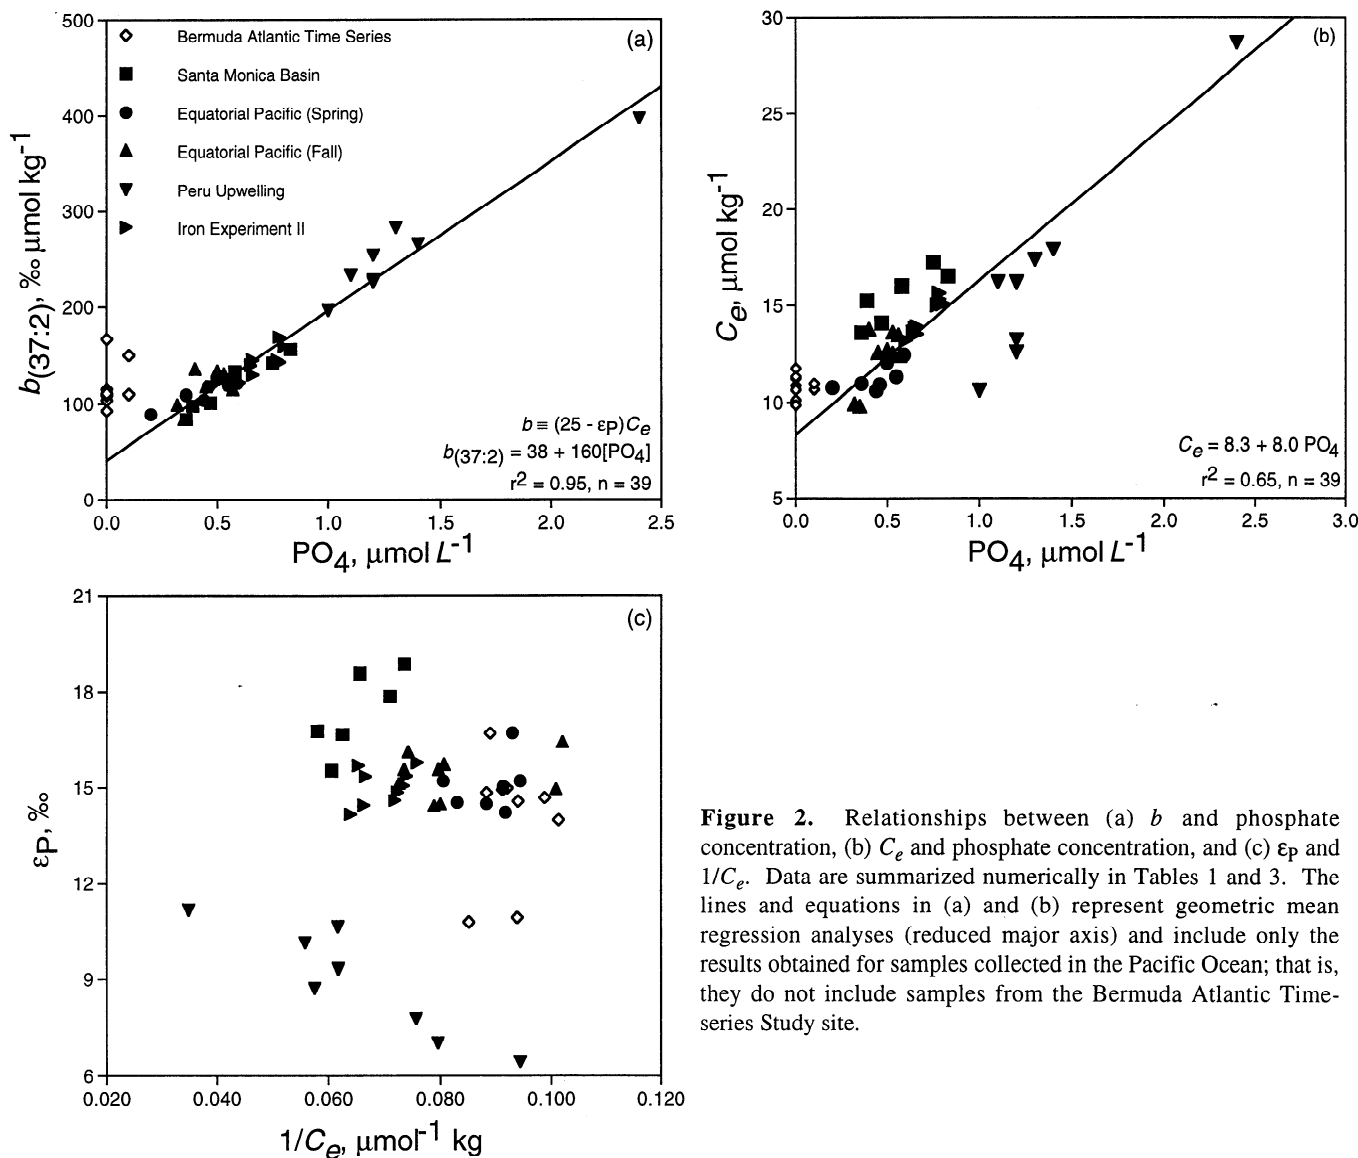 500
400
300
200
100
0
b(37:2), ‰ µmol kg-1
(a)
Bermuda Atlantic Time Series
Santa Monica Basin
Equatorial Pacific (Spring)
Equatorial Pacific (Fall)
Peru Upwelling
Iron Experiment II
b ≡ (25 - εP)Ce
b(37:2) = 38 + 160[PO4]
r2 = 0.95, n = 39
0.0 0.5 1.0 1.5 2.0 2.5
PO4, µmol L-1
30
25
20
15
10
5
Ce, µmol kg-1
(b)
Ce = 8.3 + 8.0 PO4
r2 = 0.65, n = 39
0.0 0.5 1.0 1.5 2.0 2.5 3.0
PO4, µmol L-1
21
18
15
12
9
6
εP, ‰
(c)
0.020 0.040 0.060 0.080 0.100 0.120
1/Ce, µmol-1 kg
Figure 2. Relationships between (a) b and phosphate
concentration, (b) Ce and phosphate concentration, and (c) εP and
1/Ce. Data are summarized numerically in Tables 1 and 3. The
lines and equations in (a) and (b) represent geometric mean
regression analyses (reduced major axis) and include only the
results obtained for samples collected in the Pacific Ocean; that is,
they do not include samples from the Bermuda Atlantic Time-
series Study site.